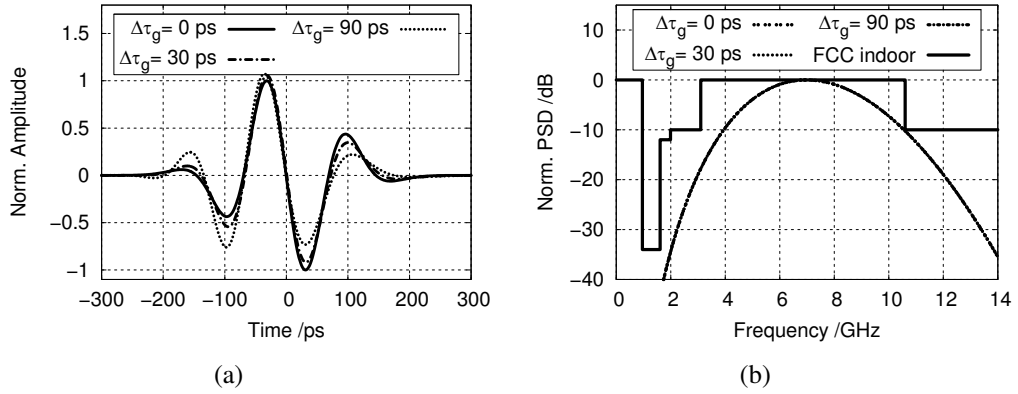 Δτg= 0 ps
Δτg= 90 ps
Δτg= 30 ps
1.5
1
0.5
0
−0.5
−1
Norm. Amplitude
−300
−200
−100
0
100
200
300
Time /ps
(a)
Δτg= 0 ps
Δτg= 90 ps
Δτg= 30 ps
FCC indoor
10
0
−10
−20
−30
−40
Norm. PSD /dB
0
2
4
6
8
10
12
14
Frequency /GHz
(b)